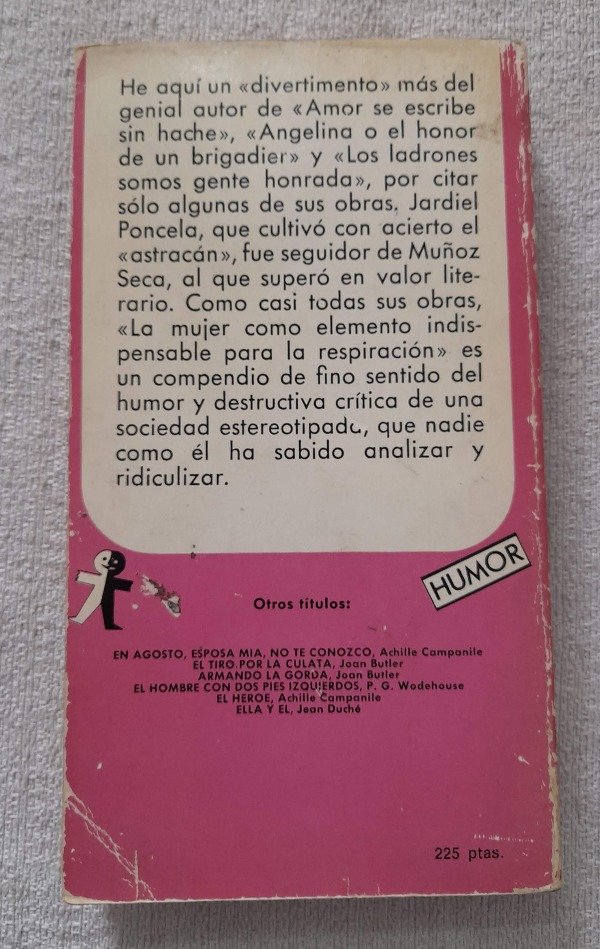 He aquí un «divertimento» más del
genial autor de «Amor se escribe
sin hache», «Angelina o el honor
de un brigadier» y «Los ladrones
somos gente honrada», por citar
sólo algunas de sus obras. Jardiel
Poncela, que cultivó con acierto el
«astracán», fue seguidor de Muñoz
Seca, al que superó en valor lite-
rario. Como casi todas sus obras,
«La mujer como elemento indis-
pensable para la respiración» es
un compendio de fino sentido del
humor y destructiva crítica de una
sociedad estereotipada, que nadie
como él ha sabido analizar y
ridiculizar.
HUMOR
Otros títulos:
EN AGOSTO, ESPOSA MIA, NO TE CONOZCO, Achille Campanile
EL TIRO POR LA CULATA, Joan Butler
ARMANDO LA GORDA, Joan Butler
EL HOMBRE CON DOS PIES IZQUIERDOS, P. G. Wodehouse
EL HEROE, Achille Campanile
ELLA Y EL, Jean Duché
225 ptas.